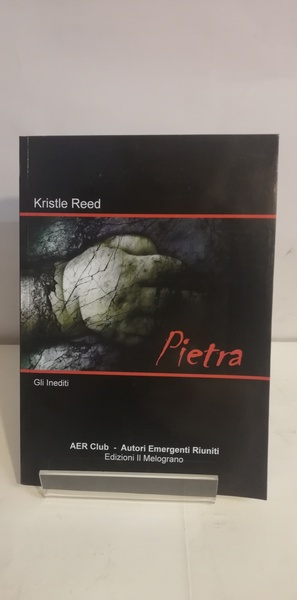 Kristle Reed
Pietra
Gli Inediti
AER Club - Autori Emergenti Riuniti
Edizioni Il Melograno